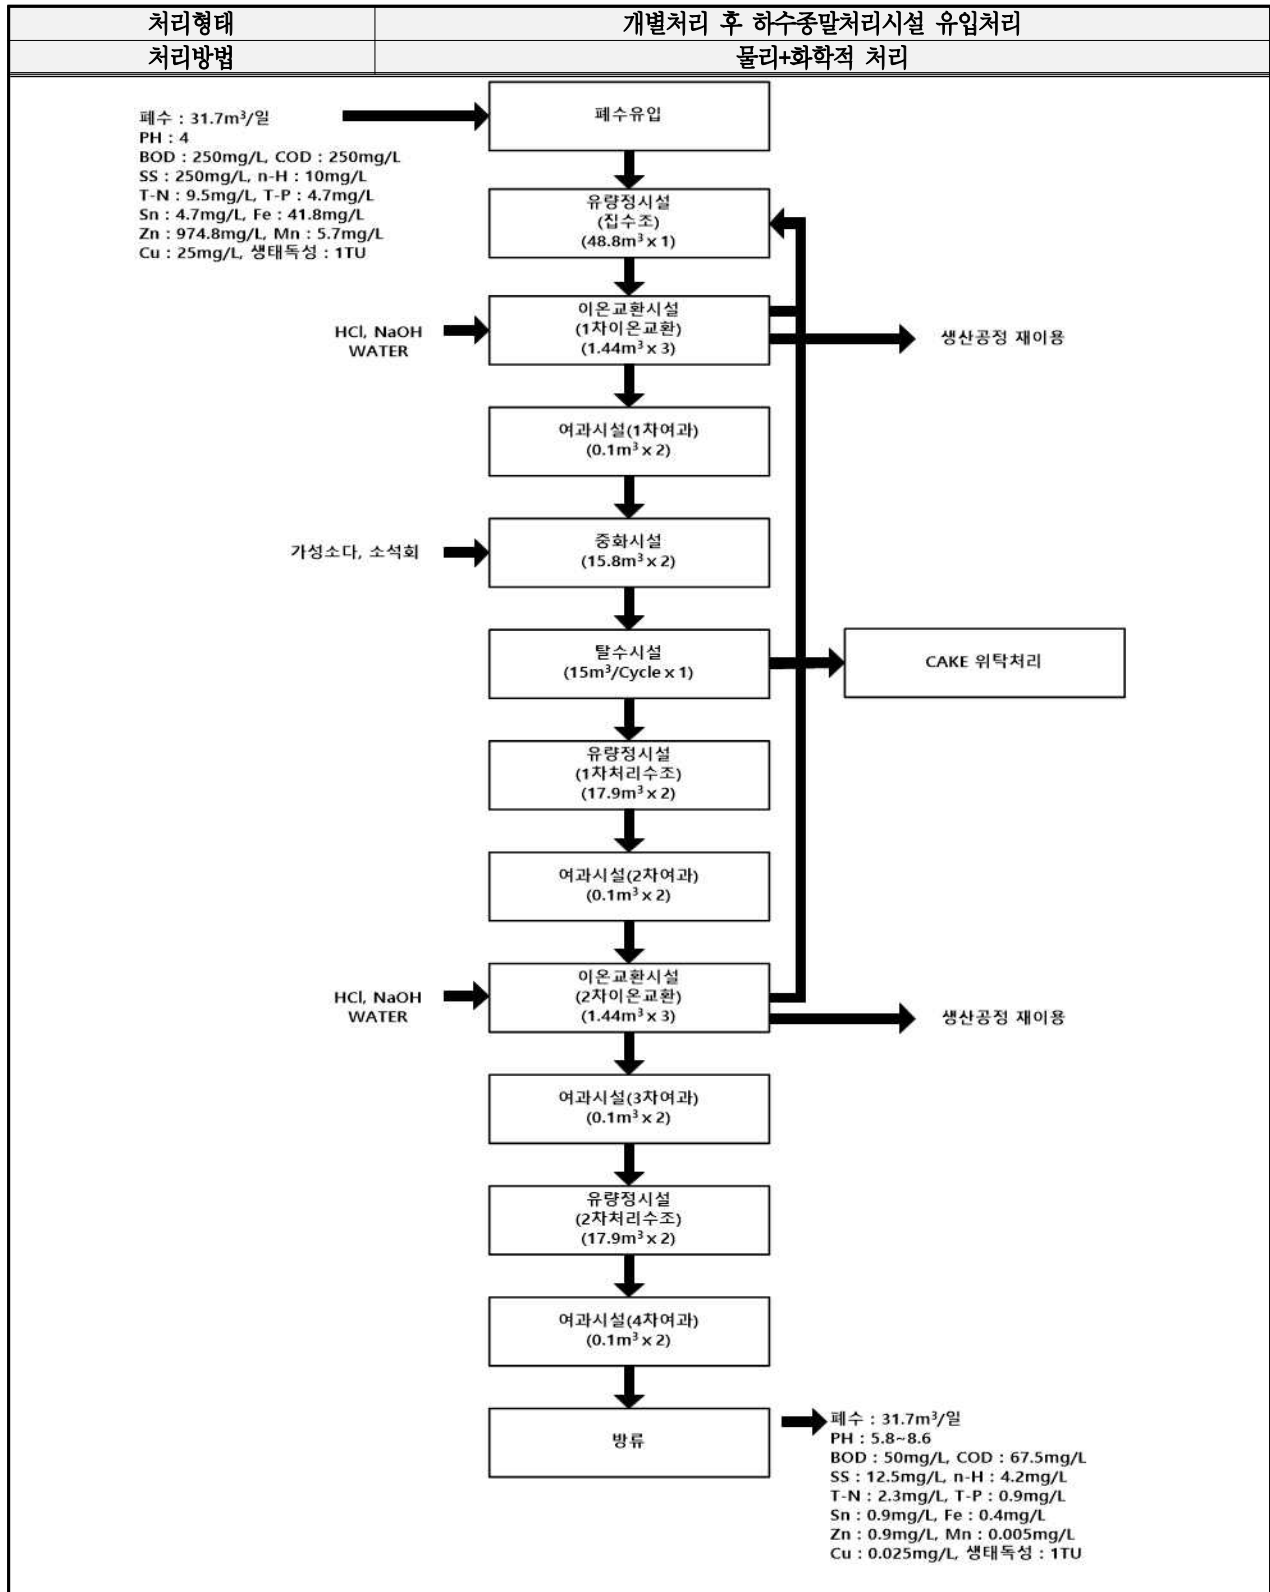 처리형태 개별처리 후 하수종말처리시설 유입처리
처리방법 물리+화학적 처리
폐수 : 31.7m³/일
PH : 4
BOD : 250mg/L, COD : 250mg/L
SS : 250mg/L, n-H : 10mg/L
T-N : 9.5mg/L, T-P : 4.7mg/L
Sn : 4.7mg/L, Fe : 41.8mg/L
Zn : 974.8mg/L, Mn : 5.7mg/L
Cu : 25mg/L, 생태독성 : 1TU
폐수유입
유량정시설
(집수조)
(48.8m³ x 1)
HCl, NaOH
WATER
이온교환시설
(1차이온교환)
(1.44m³ x 3)
생산공정 재이용
여과시설(1차여과)
(0.1m³ x 2)
가성소다, 소석회
중화시설
(15.8m³ x 2)
탈수시설
(15m³/Cycle x 1)
CAKE 위탁처리
유량정시설
(1차처리수조)
(17.9m³ x 2)
여과시설(2차여과)
(0.1m³ x 2)
HCl, NaOH
WATER
이온교환시설
(2차이온교환)
(1.44m³ x 3)
생산공정 재이용
여과시설(3차여과)
(0.1m³ x 2)
유량정시설
(2차처리수조)
(17.9m³ x 2)
여과시설(4차여과)
(0.1m³ x 2)
방류
폐수 : 31.7m³/일
PH : 5.8~8.6
BOD : 50mg/L, COD : 67.5mg/L
SS : 12.5mg/L, n-H : 4.2mg/L
T-N : 2.3mg/L, T-P : 0.9mg/L
Sn : 0.9mg/L, Fe : 0.4mg/L
Zn : 0.9mg/L, Mn : 0.005mg/L
Cu : 0.025mg/L, 생태독성 : 1TU